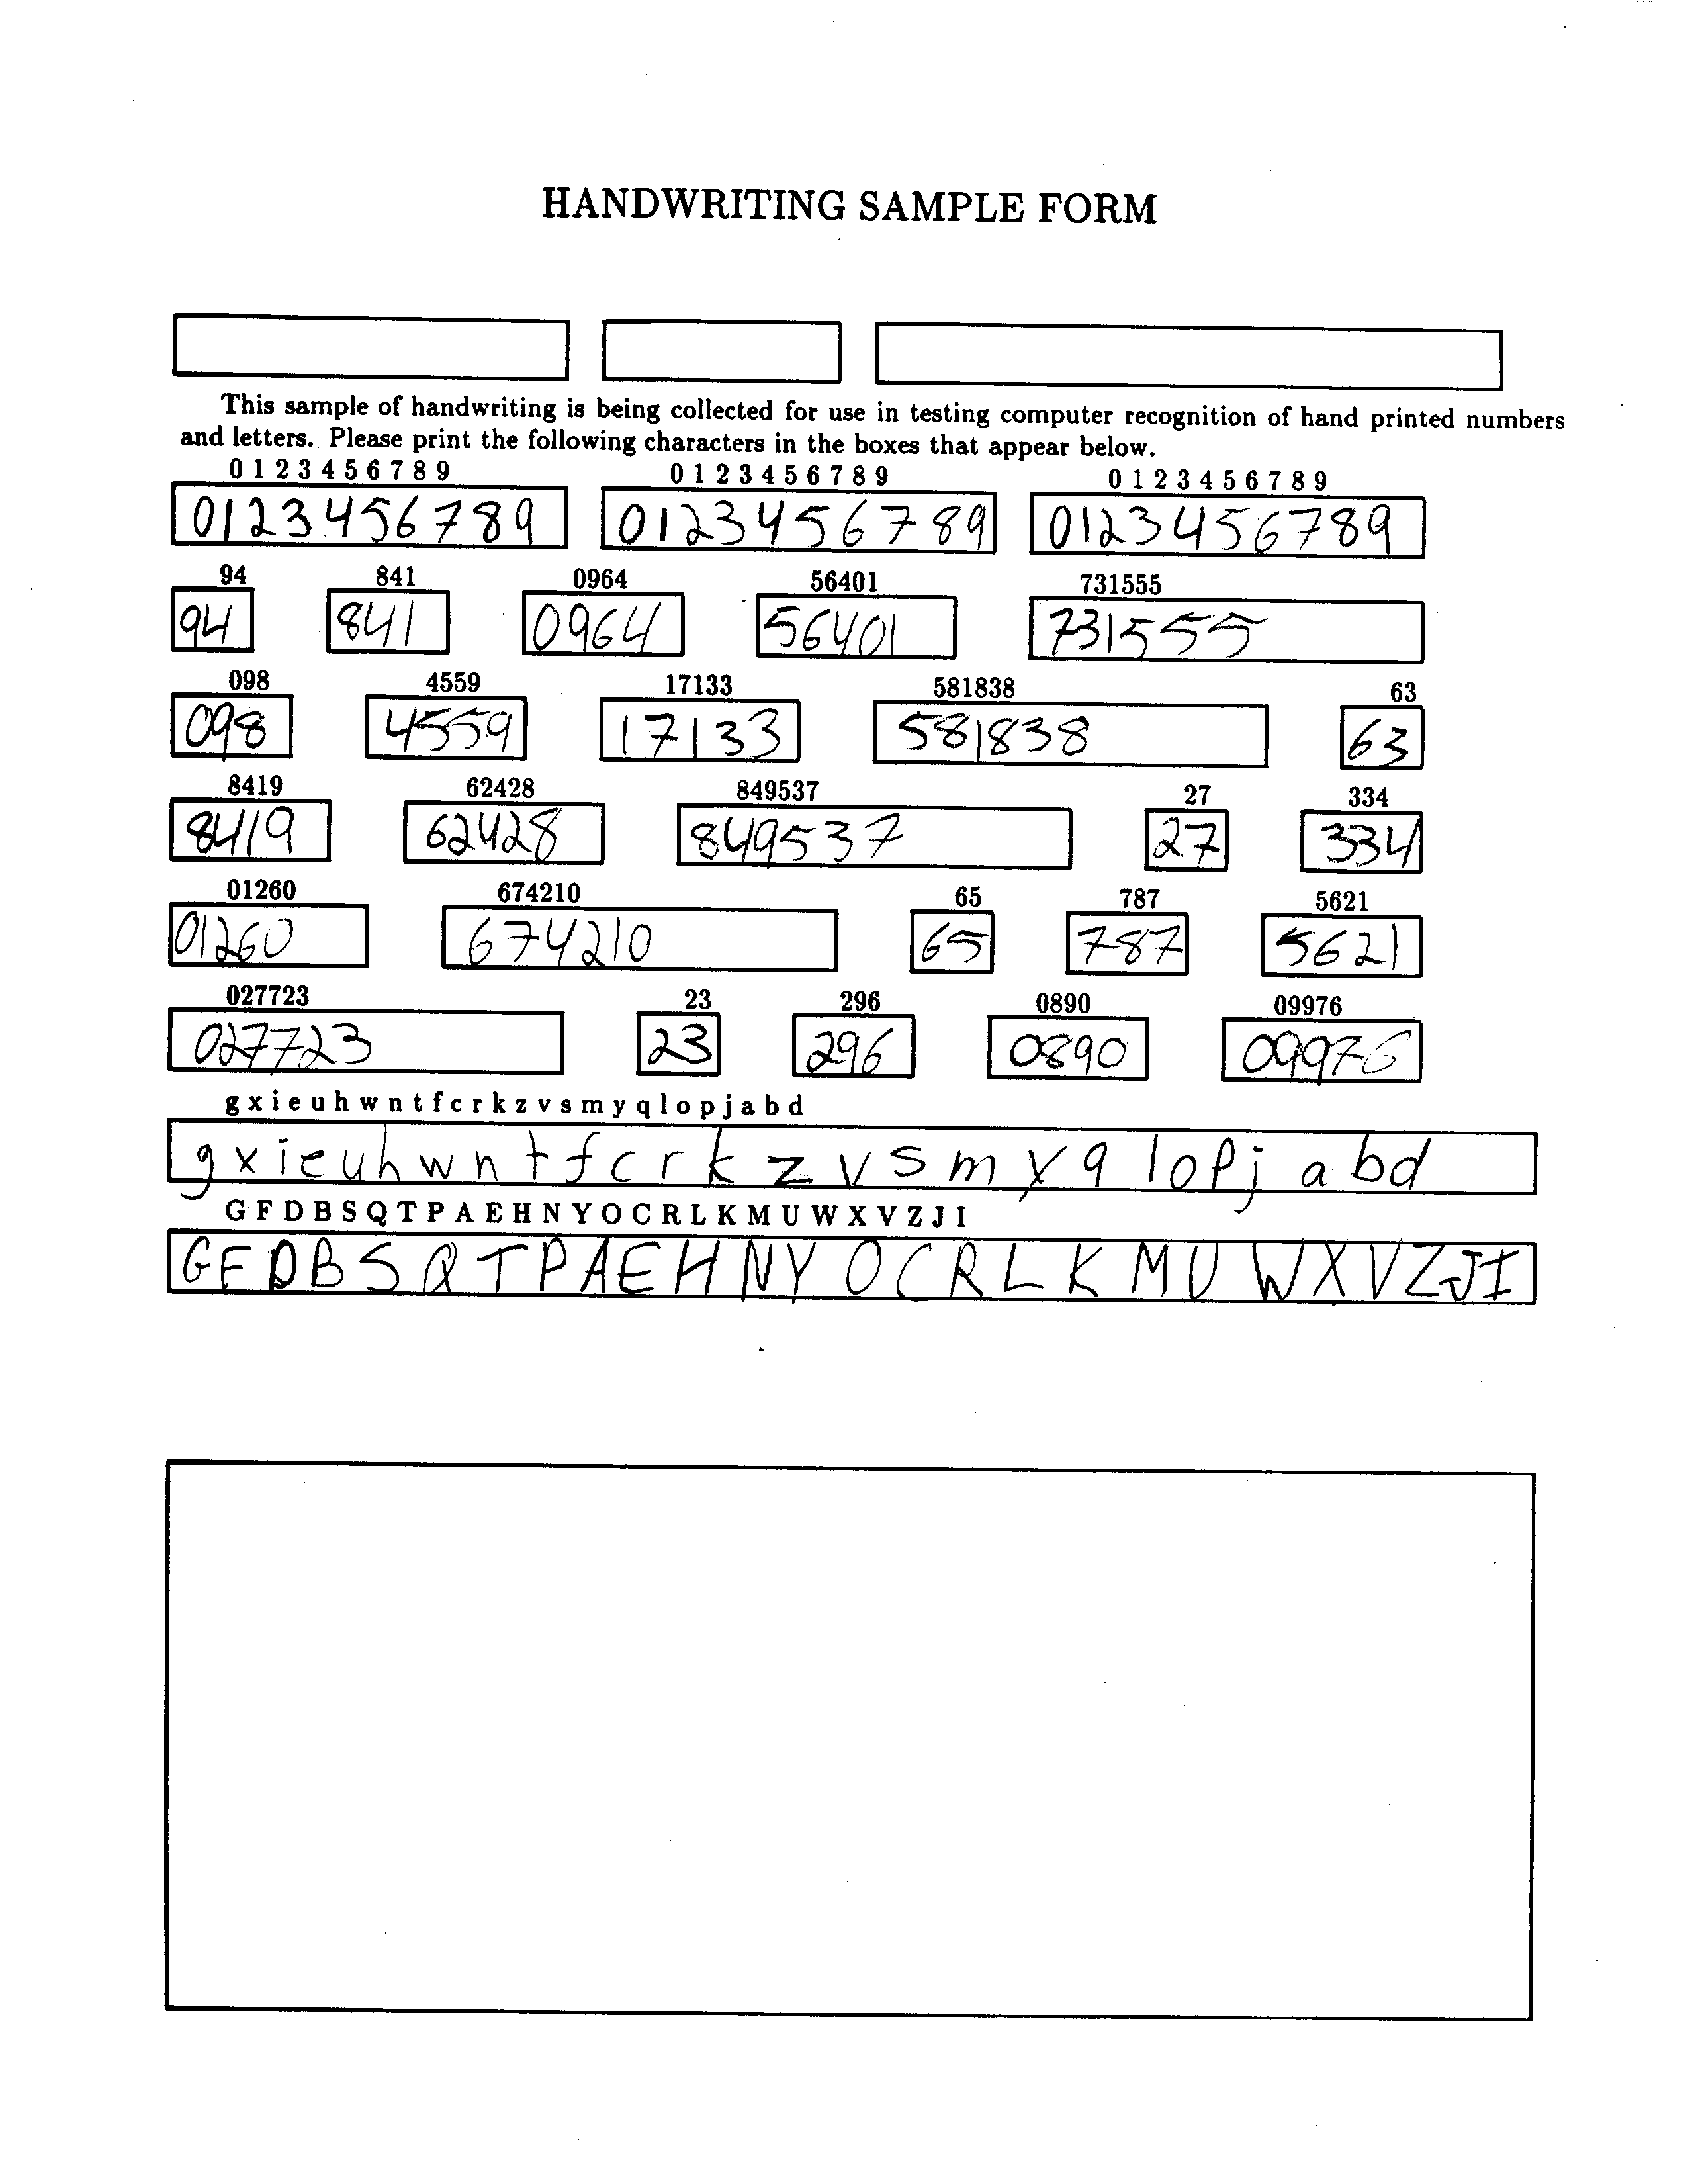 HANDWRITING SAMPLE FORM
This sample of handwriting is being collected for use in testing computer recognition of hand printed numbers
and letters. Please print the following characters in the boxes that appear below.
0 1 2 3 4 5 6 7 8 9 0 1 2 3 4 5 6 7 8 9 0 1 2 3 4 5 6 7 8 9
0123456789 0123456789 0123456789
94 841 0964 56401 731555
94 841 0964 56401 731555
098 4559 17133 581838 63
098 4559 17133 581838 63
8419 62428 849537 27 334
8419 62428 849537 27 334
01260 674210 65 787 5621
01260 674210 65 787 5621
027723 23 296 0890 09976
027723 23 296 0890 09976
g x i e u h w n t f c r k z v s m y q l o p j a b d
g x i e u h w n t f c r k z v s m y q l o p j a b d
G F D B S Q T P A E H N Y O C R L K M U W X V Z J I
G F D B S Q T P A E H N Y O C R L K M U W X V Z J I